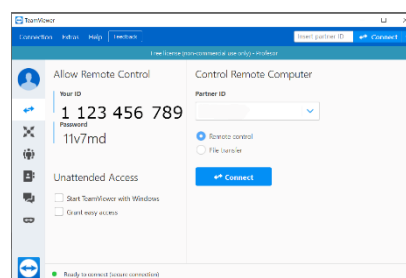 TeamViewer
Connection Extras Help Feedback
Insert partner ID Connect
Free license (non-commercial use only) - Profesor
Allow Remote Control
Your ID
1 123 456 789
Password
11v7md
Unattended Access
Start TeamViewer with Windows
Grant easy access
Control Remote Computer
Partner ID
Remote control
File transfer
Connect
Ready to connect (secure connection)